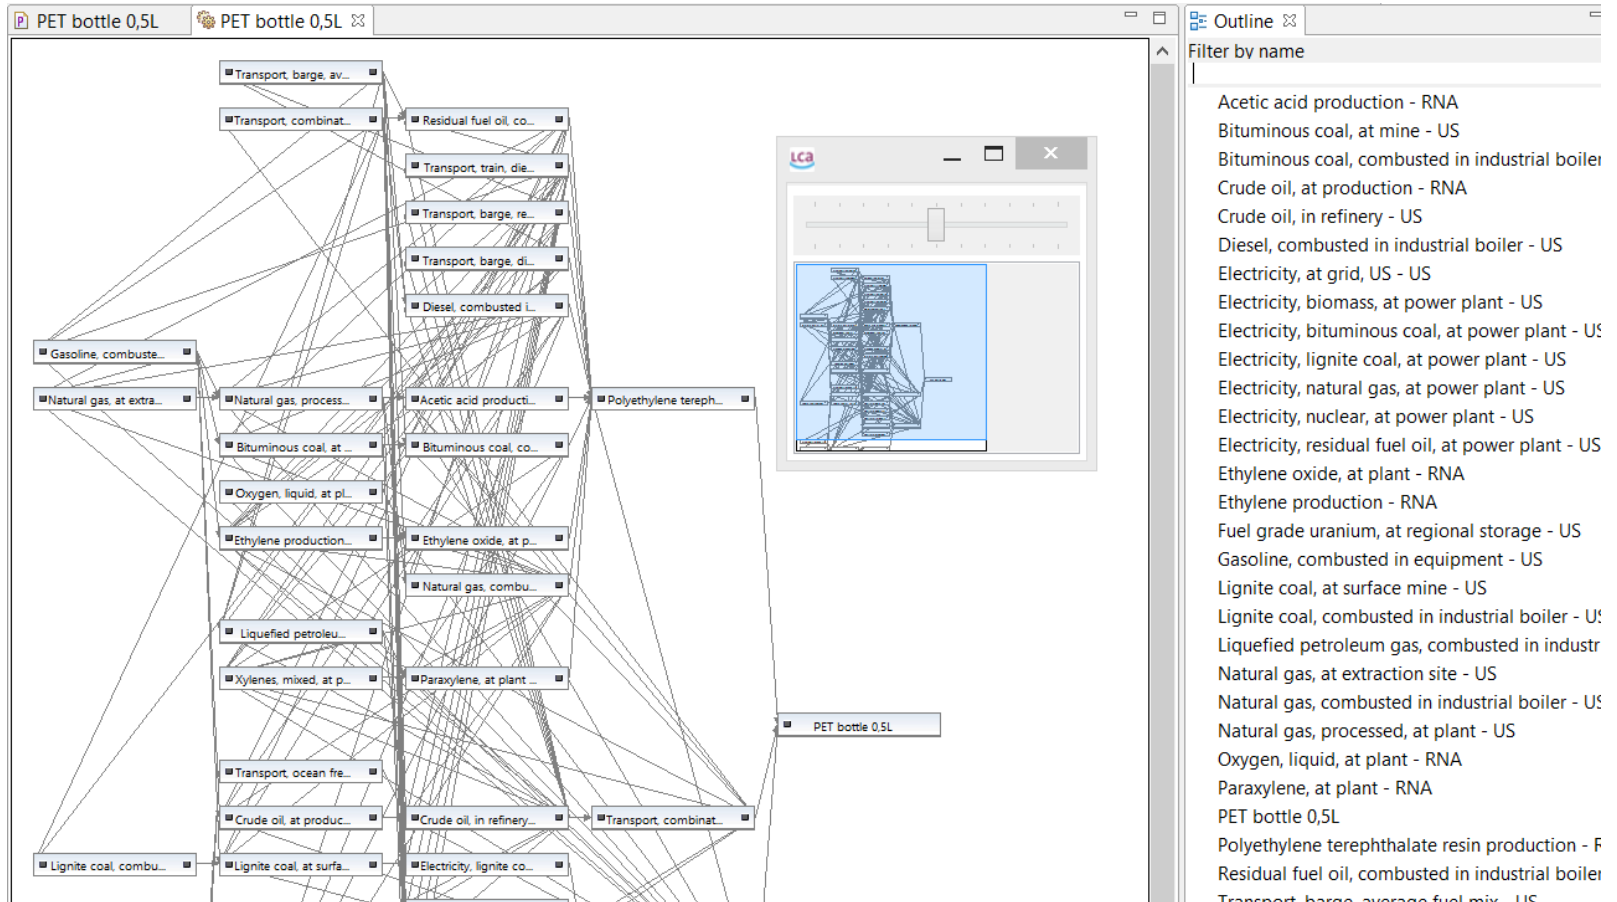 PET bottle 0,5L
PET bottle 0,5L
Outline
Filter by name
Transport, barge, av...
Transport, combinat...
Residual fuel oil, co...
Transport, train, die...
Transport, barge, re...
Transport, barge, di...
Diesel, combusted i...
Gasoline, combuste...
Natural gas, at extra...
Natural gas, process...
Acetic acid producti...
Polyethylene tereph...
Bituminous coal, at ...
Bituminous coal, co...
Oxygen, liquid, at pl...
Ethylene production...
Ethylene oxide, at p...
Natural gas, combu...
Liquefied petroleu...
Xylenes, mixed, at p...
Paraxylene, at plant ...
PET bottle 0,5L
Transport, ocean fre...
Crude oil, at produc...
Crude oil, in refinery...
Transport, combinat...
Lignite coal, combu...
Lignite coal, at surfa...
Electricity, lignite co...
LCA
Acetic acid production - RNA
Bituminous coal, at mine - US
Bituminous coal, combusted in industrial boiler
Crude oil, at production - RNA
Crude oil, in refinery - US
Diesel, combusted in industrial boiler - US
Electricity, at grid, US - US
Electricity, biomass, at power plant - US
Electricity, bituminous coal, at power plant - US
Electricity, lignite coal, at power plant - US
Electricity, natural gas, at power plant - US
Electricity, nuclear, at power plant - US
Electricity, residual fuel oil, at power plant - US
Ethylene oxide, at plant - RNA
Ethylene production - RNA
Fuel grade uranium, at regional storage - US
Gasoline, combusted in equipment - US
Lignite coal, at surface mine - US
Lignite coal, combusted in industrial boiler - US
Liquefied petroleum gas, combusted in industr
Natural gas, at extraction site - US
Natural gas, combusted in industrial boiler - US
Natural gas, processed, at plant - US
Oxygen, liquid, at plant - RNA
Paraxylene, at plant - RNA
PET bottle 0,5L
Polyethylene terephthalate resin production - R
Residual fuel oil, combusted in industrial boiler
Transport, barge, average fuel mix - US